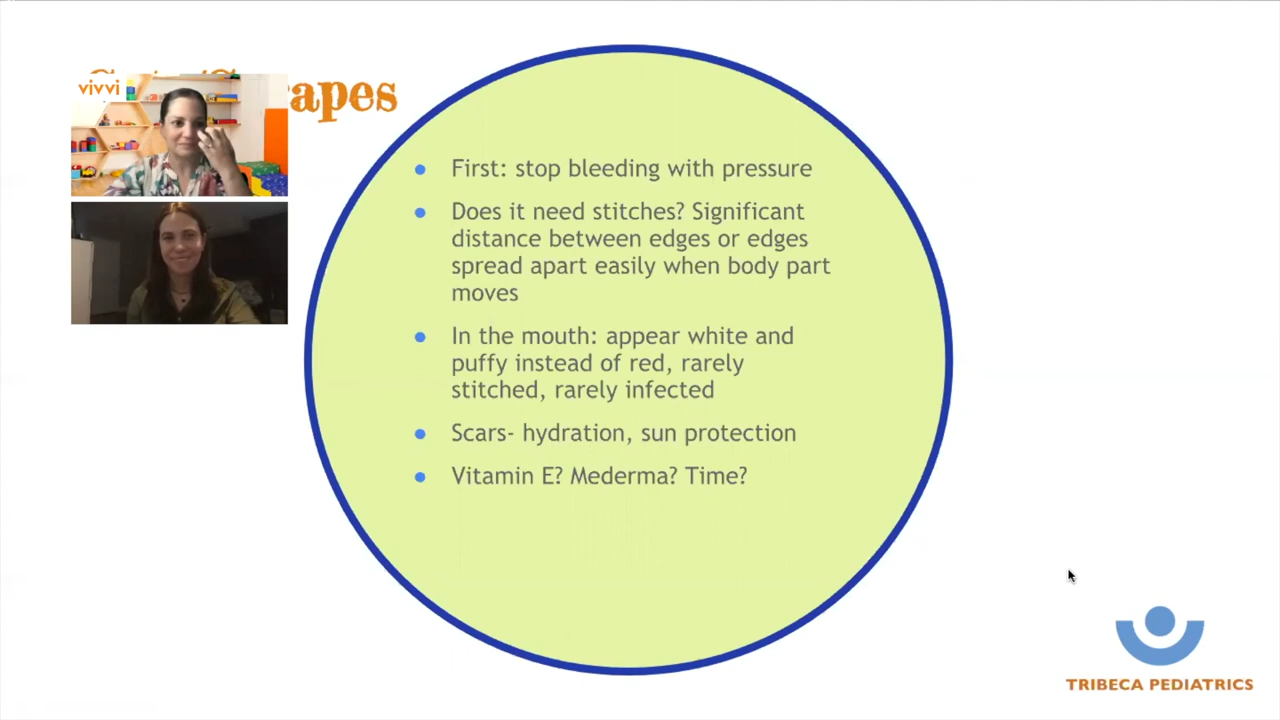 vivvi
apes
First: stop bleeding with pressure
Does it need stitches? Significant
distance between edges or edges
spread apart easily when body part
moves
In the mouth: appear white and
puffy instead of red, rarely
stitched, rarely infected
Scars- hydration, sun protection
Vitamin E? Mederma? Time?
TRIBECA PEDIATRICS